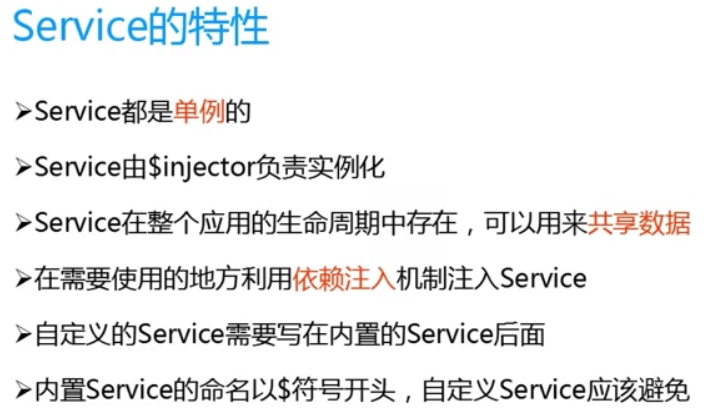 Service的特性
➤Service都是单例的
➤Service由$injector负责实例化
➤Service在整个应用的生命周期中存在，可以用来共享数据
➤在需要使用的地方利用依赖注入机制注入Service
➤自定义的Service需要写在内置的Service后面
➤内置Service的命名以$符号开头，自定义Service应该避免